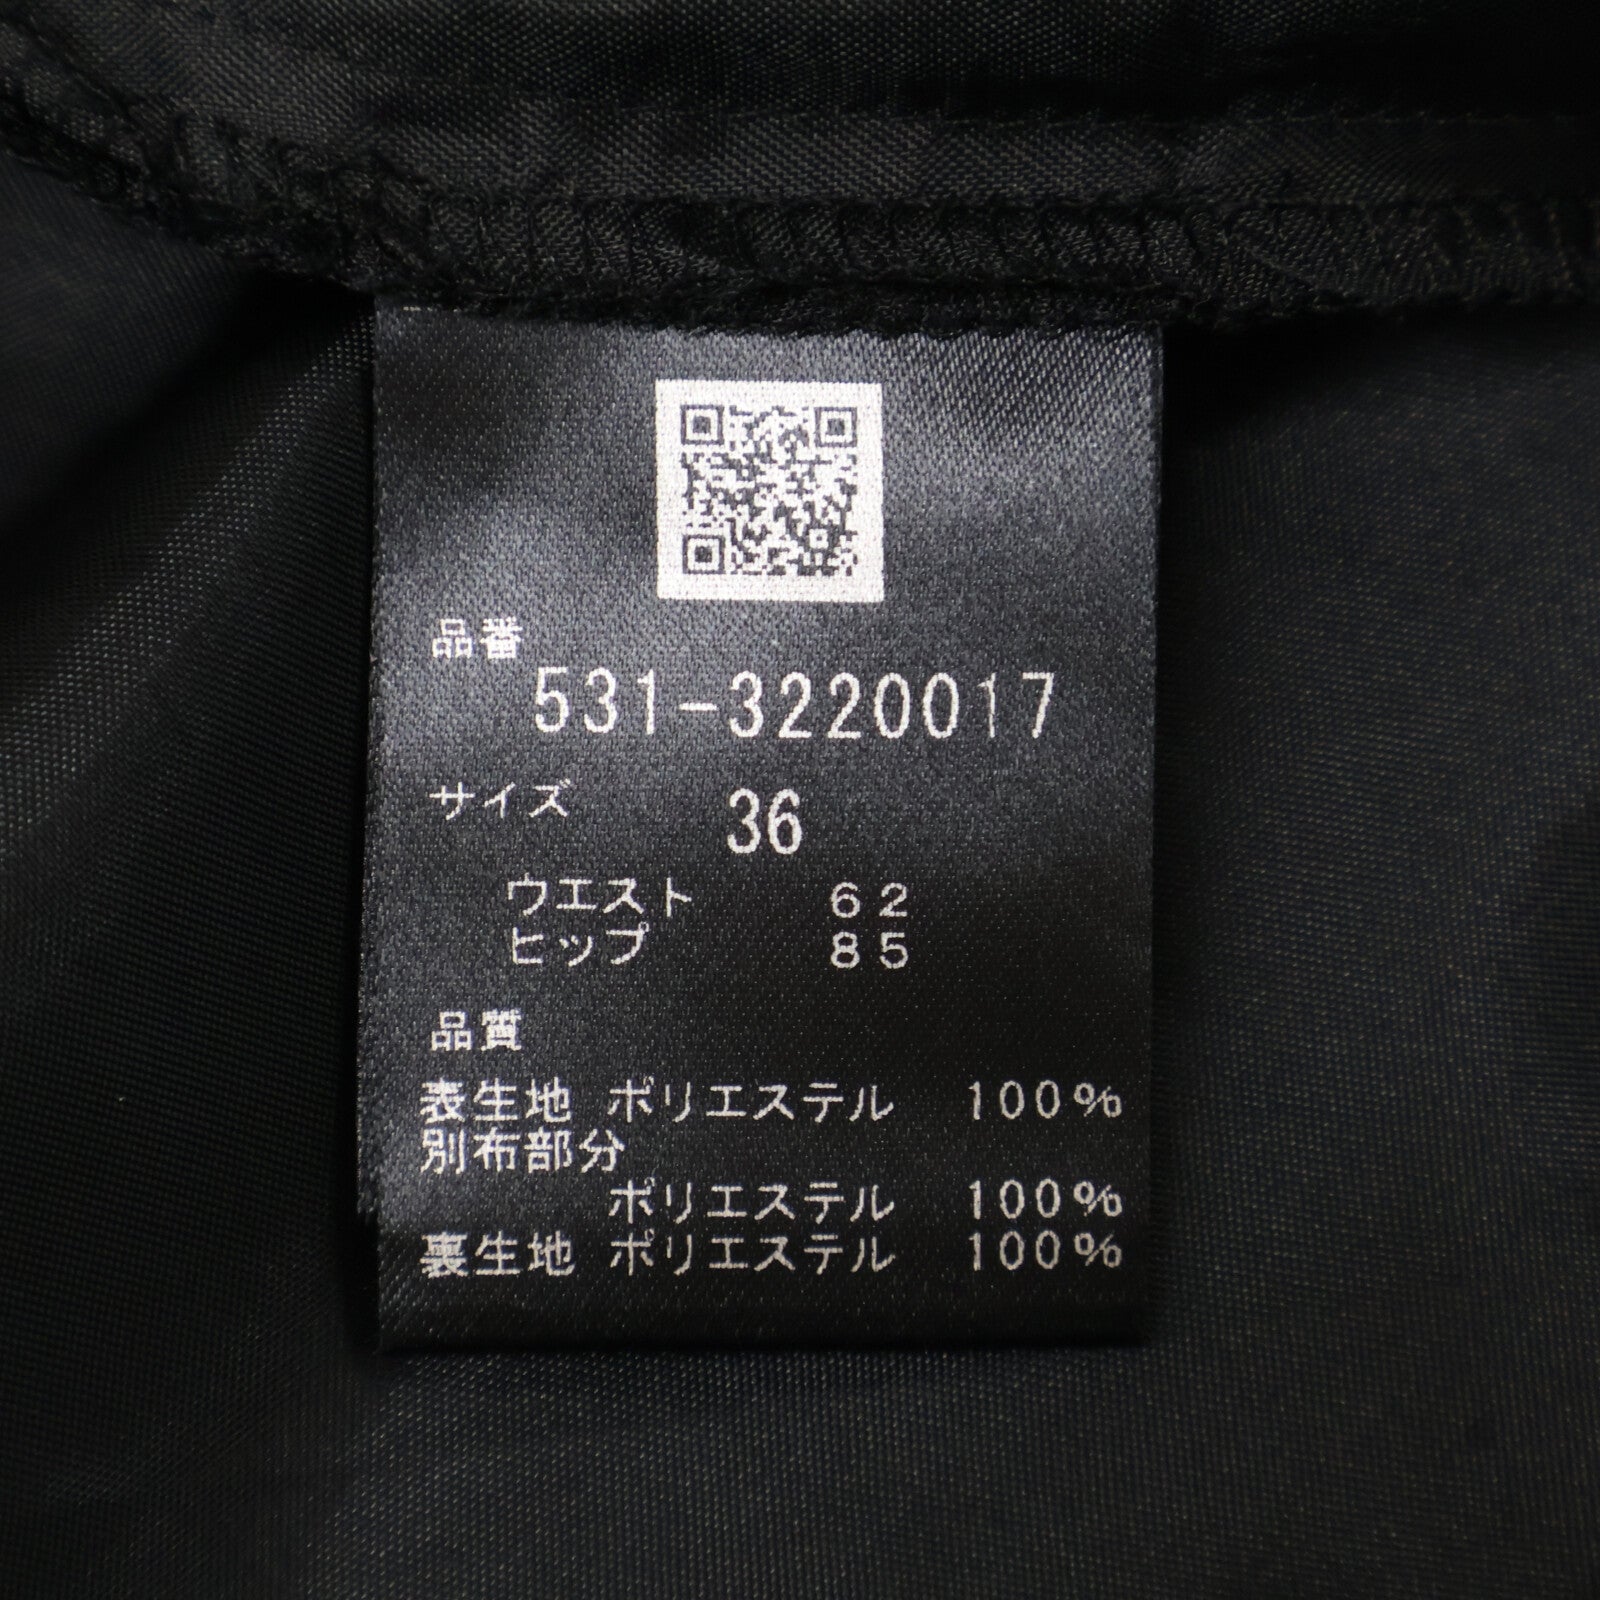 品番
531-3220017
サイズ 36
ウエスト 62
ヒップ 85
品質
表生地 ポリエステル 100%
別布部分
ポリエステル 100%
裏生地 ポリエステル 100%